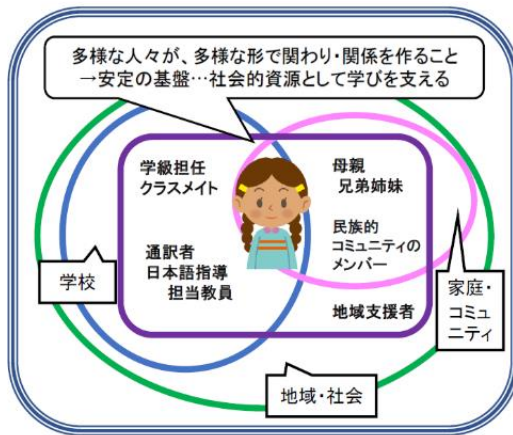 多様な人々が、多様な形で関わり・関係を作ること
→安定の基盤…社会的資源として学びを支える
学級担任
クラスメイト
母親
兄弟姉妹
通訳者
日本語指導
担当教員
民族的
コミュニティの
メンバー
地域支援者
学校
家庭・
コミュ
ニティ
地域・社会